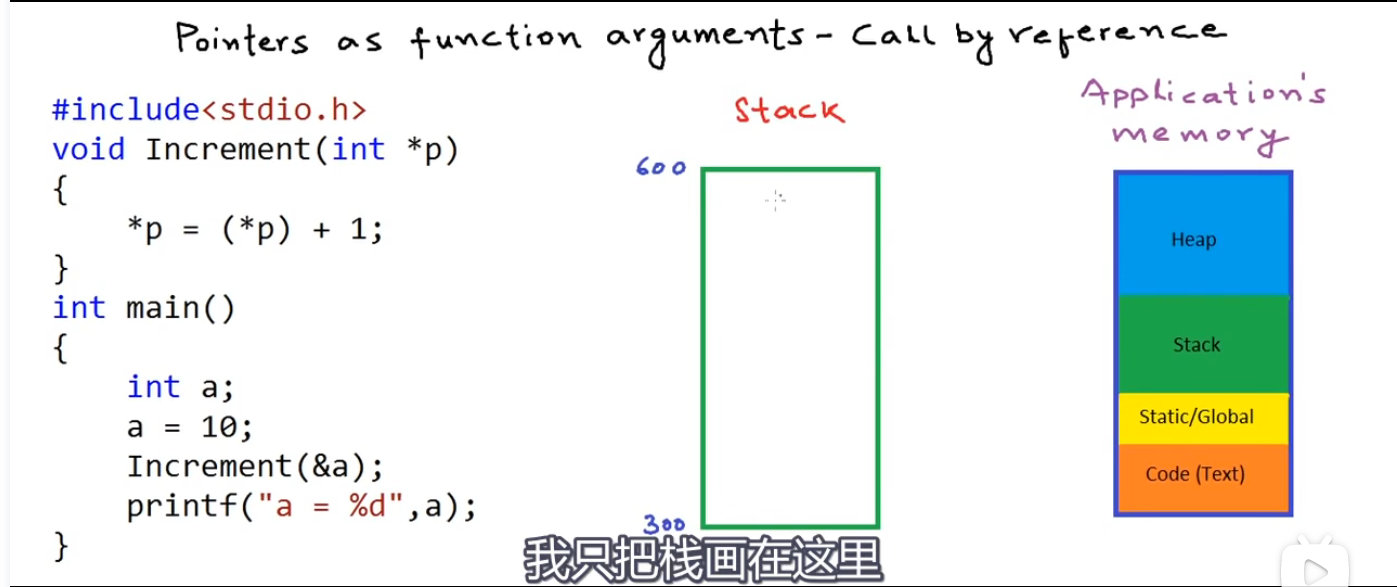 Pointers as function arguments - Call by reference
#include<stdio.h>
void Increment(int *p)
{
    *p = (*p) + 1;
}
int main()
{
    int a;
    a = 10;
    Increment(&a);
    printf("a = %d",a);
}
Stack
600
300
Application's
memory
Heap
Stack
Static/Global
Code (Text)
我只把栈画在这里